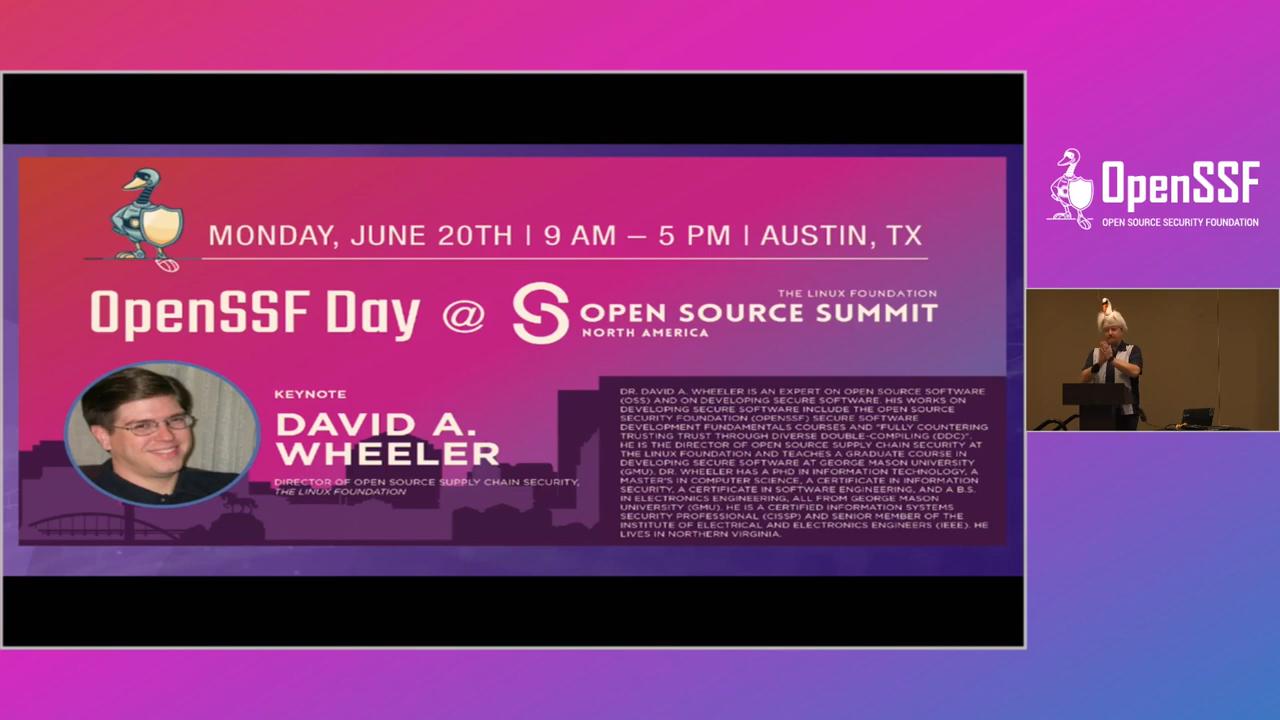 MONDAY, JUNE 20TH | 9 AM – 5 PM | AUSTIN, TX
OpenSSF Day @
THE LINUX FOUNDATION
OPEN SOURCE SUMMIT
NORTH AMERICA
KEYNOTE
DAVID A.
WHEELER
DIRECTOR OF OPEN SOURCE SUPPLY CHAIN SECURITY,
THE LINUX FOUNDATION
DR. DAVID A. WHEELER IS AN EXPERT ON OPEN SOURCE SOFTWARE
(OSS) AND ON DEVELOPING SECURE SOFTWARE. HIS WORKS ON
DEVELOPING SECURE SOFTWARE INCLUDE THE OPEN SOURCE
SECURITY FOUNDATION (OPENSSF) SECURE SOFTWARE
DEVELOPMENT FUNDAMENTALS COURSES AND "FULLY COUNTERING
TRUSTING TRUST THROUGH DIVERSE DOUBLE-COMPILING (DDC)".
HE IS THE DIRECTOR OF OPEN SOURCE SUPPLY CHAIN SECURITY AT
THE LINUX FOUNDATION AND TEACHES A GRADUATE COURSE IN
DEVELOPING SECURE SOFTWARE AT GEORGE MASON UNIVERSITY
(GMU). DR. WHEELER HAS A PHD IN INFORMATION TECHNOLOGY, A
MASTER'S IN COMPUTER SCIENCE, A CERTIFICATE IN INFORMATION
SECURITY, A CERTIFICATE IN SOFTWARE ENGINEERING, AND A B.S.
IN ELECTRONICS ENGINEERING, ALL FROM GEORGE MASON
UNIVERSITY (GMU). HE IS A CERTIFIED INFORMATION SYSTEMS
SECURITY PROFESSIONAL (CISSP) AND SENIOR MEMBER OF THE
INSTITUTE OF ELECTRICAL AND ELECTRONICS ENGINEERS (IEEE). HE
LIVES IN NORTHERN VIRGINIA.
OpenSSF
OPEN SOURCE SECURITY FOUNDATION